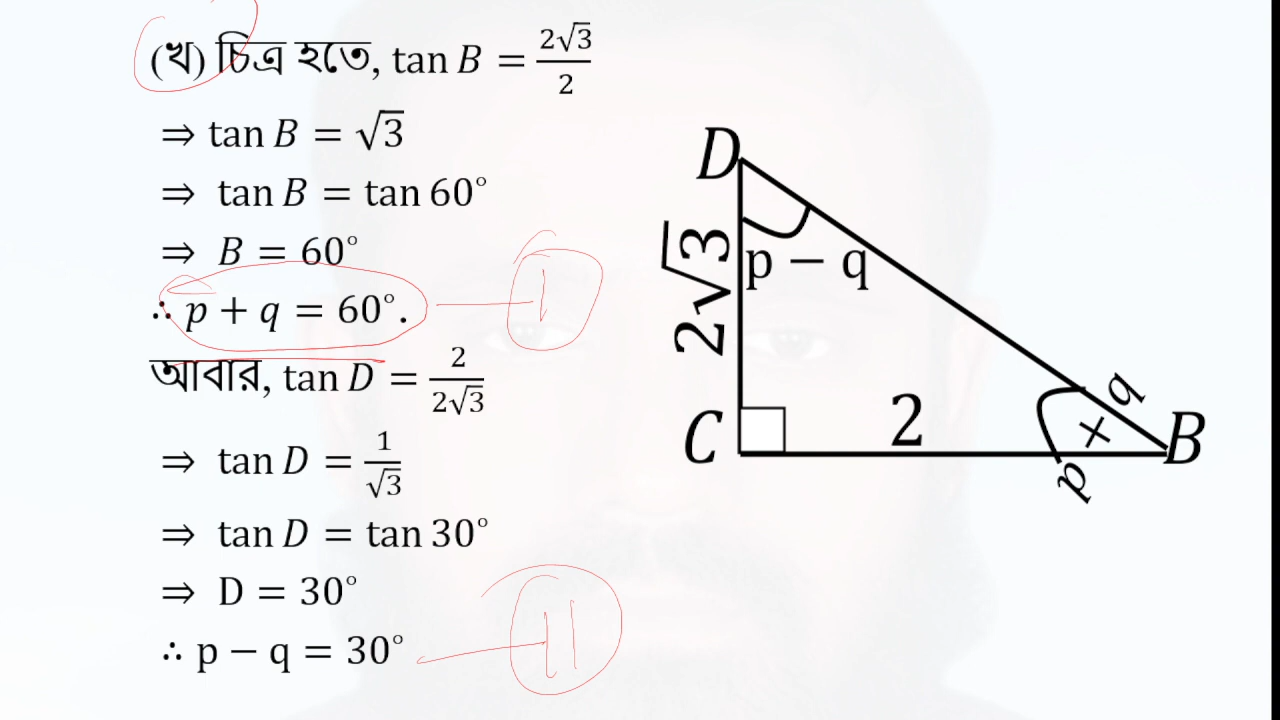 (খ) চিত্র হতে, tan B = 2√3/2
⇒ tan B = √3
⇒ tan B = tan 60°
⇒ B = 60°
∴ p + q = 60°. i
আবার, tan D = 2/2√3
⇒ tan D = 1/√3
⇒ tan D = tan 30°
⇒ D = 30°
∴ p − q = 30° ii
D
2√3
p − q
C
2
p + q
B